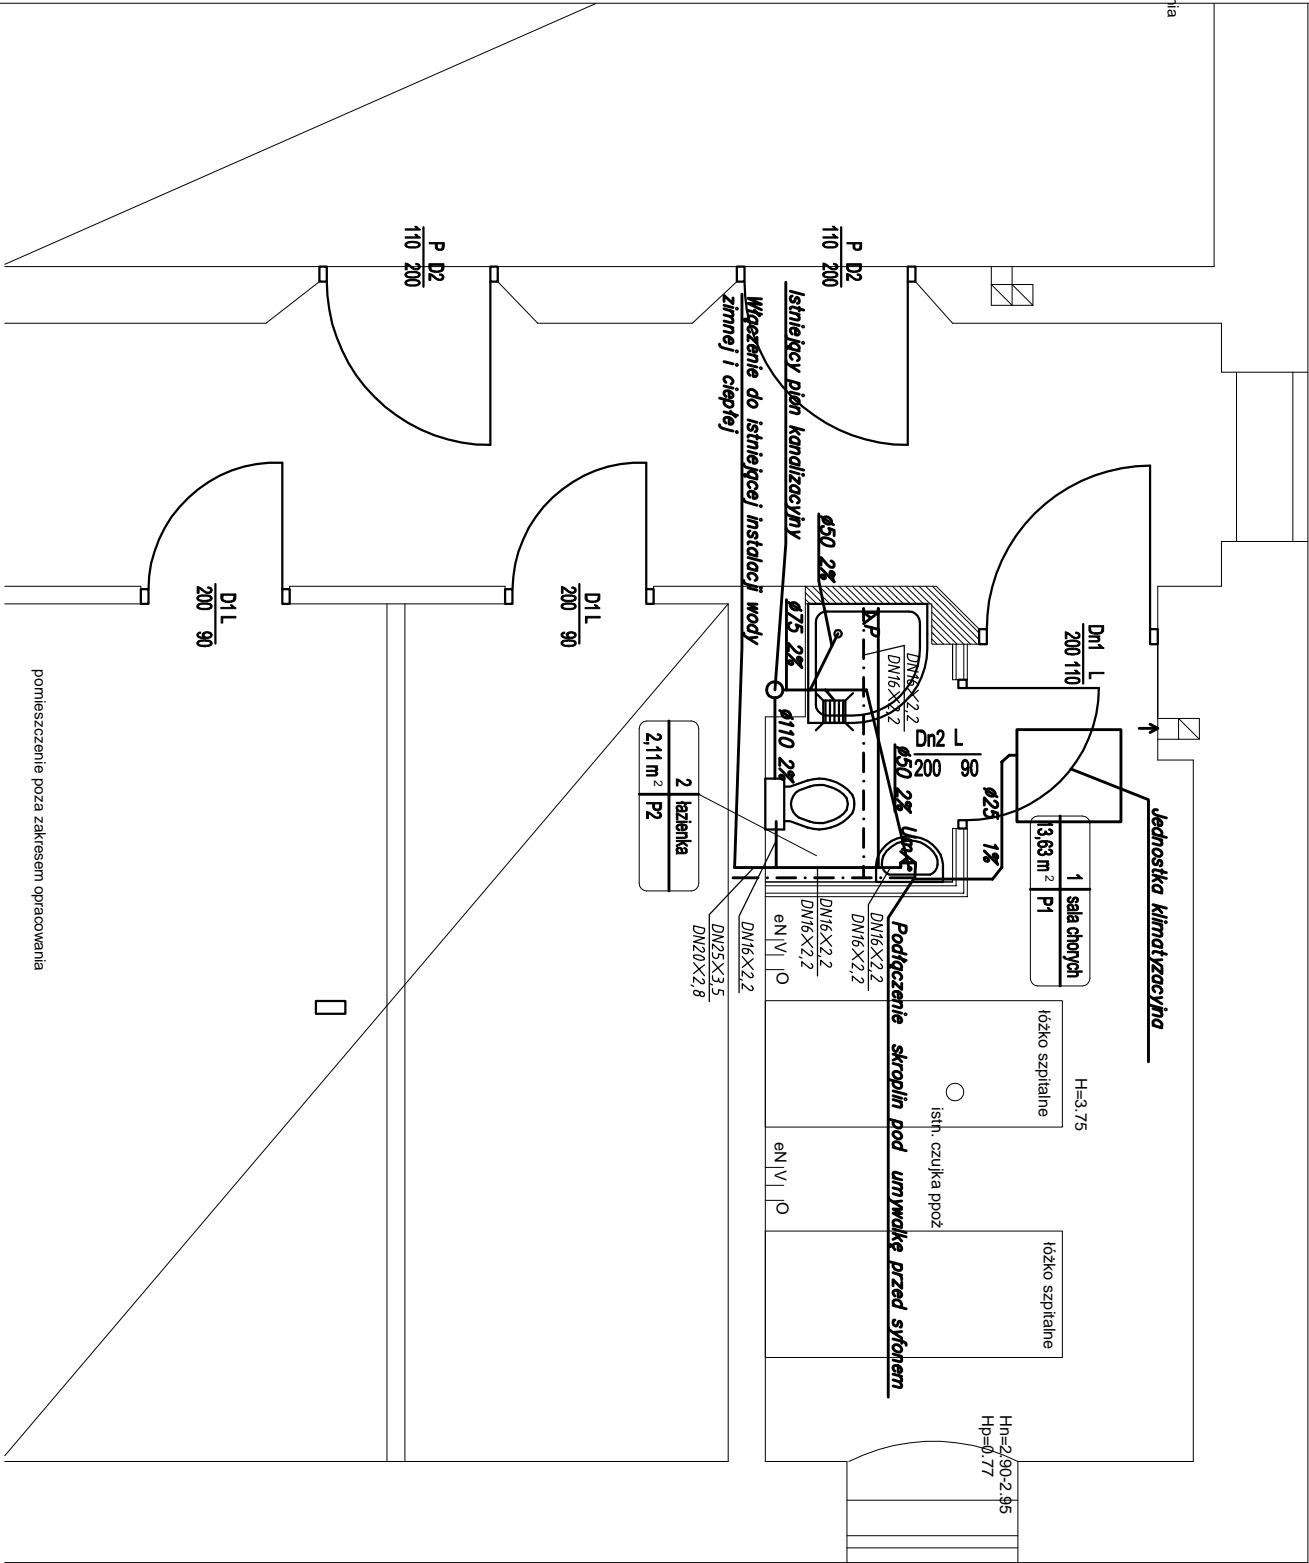 nia
P D2
110 200
P D2
110 200
Istniejący pion kanalizacyjny
Włączenie do istniejącej instalacji wody
zimnej i ciepłej
D1 L
200 90
D1 L
200 90
Dn1 L
200 110
Dn2 L
200 90
ø50 2%
ø75 2%
ø110 2%
ø50 2%
ø25 1%
DN16×2,2
DN16×2,2
Um
2 łazienka
2,11 m² P2
1 sala chorych
13,63 m² P1
Jednostka klimatyzacyjna
Podłączenie skroplin pod umywalkę przed syfonem
DN16×2,2
DN16×2,2
DN16×2,2
DN16×2,2
DN16×2,2
DN25×3,5
DN20×2,8
eN V O
eN V O
łóżko szpitalne
łóżko szpitalne
H=3.75
istn. czujka ppoż
Hn=2.90-2.95
Hp=0.77
pomieszczenie poza zakresem opracowania